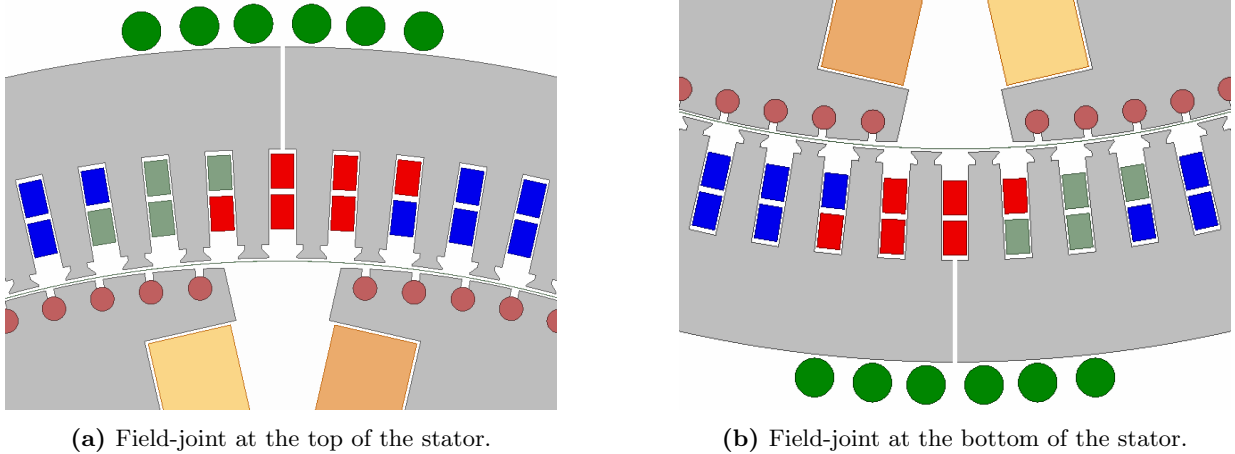 (a) Field-joint at the top of the stator.
(b) Field-joint at the bottom of the stator.